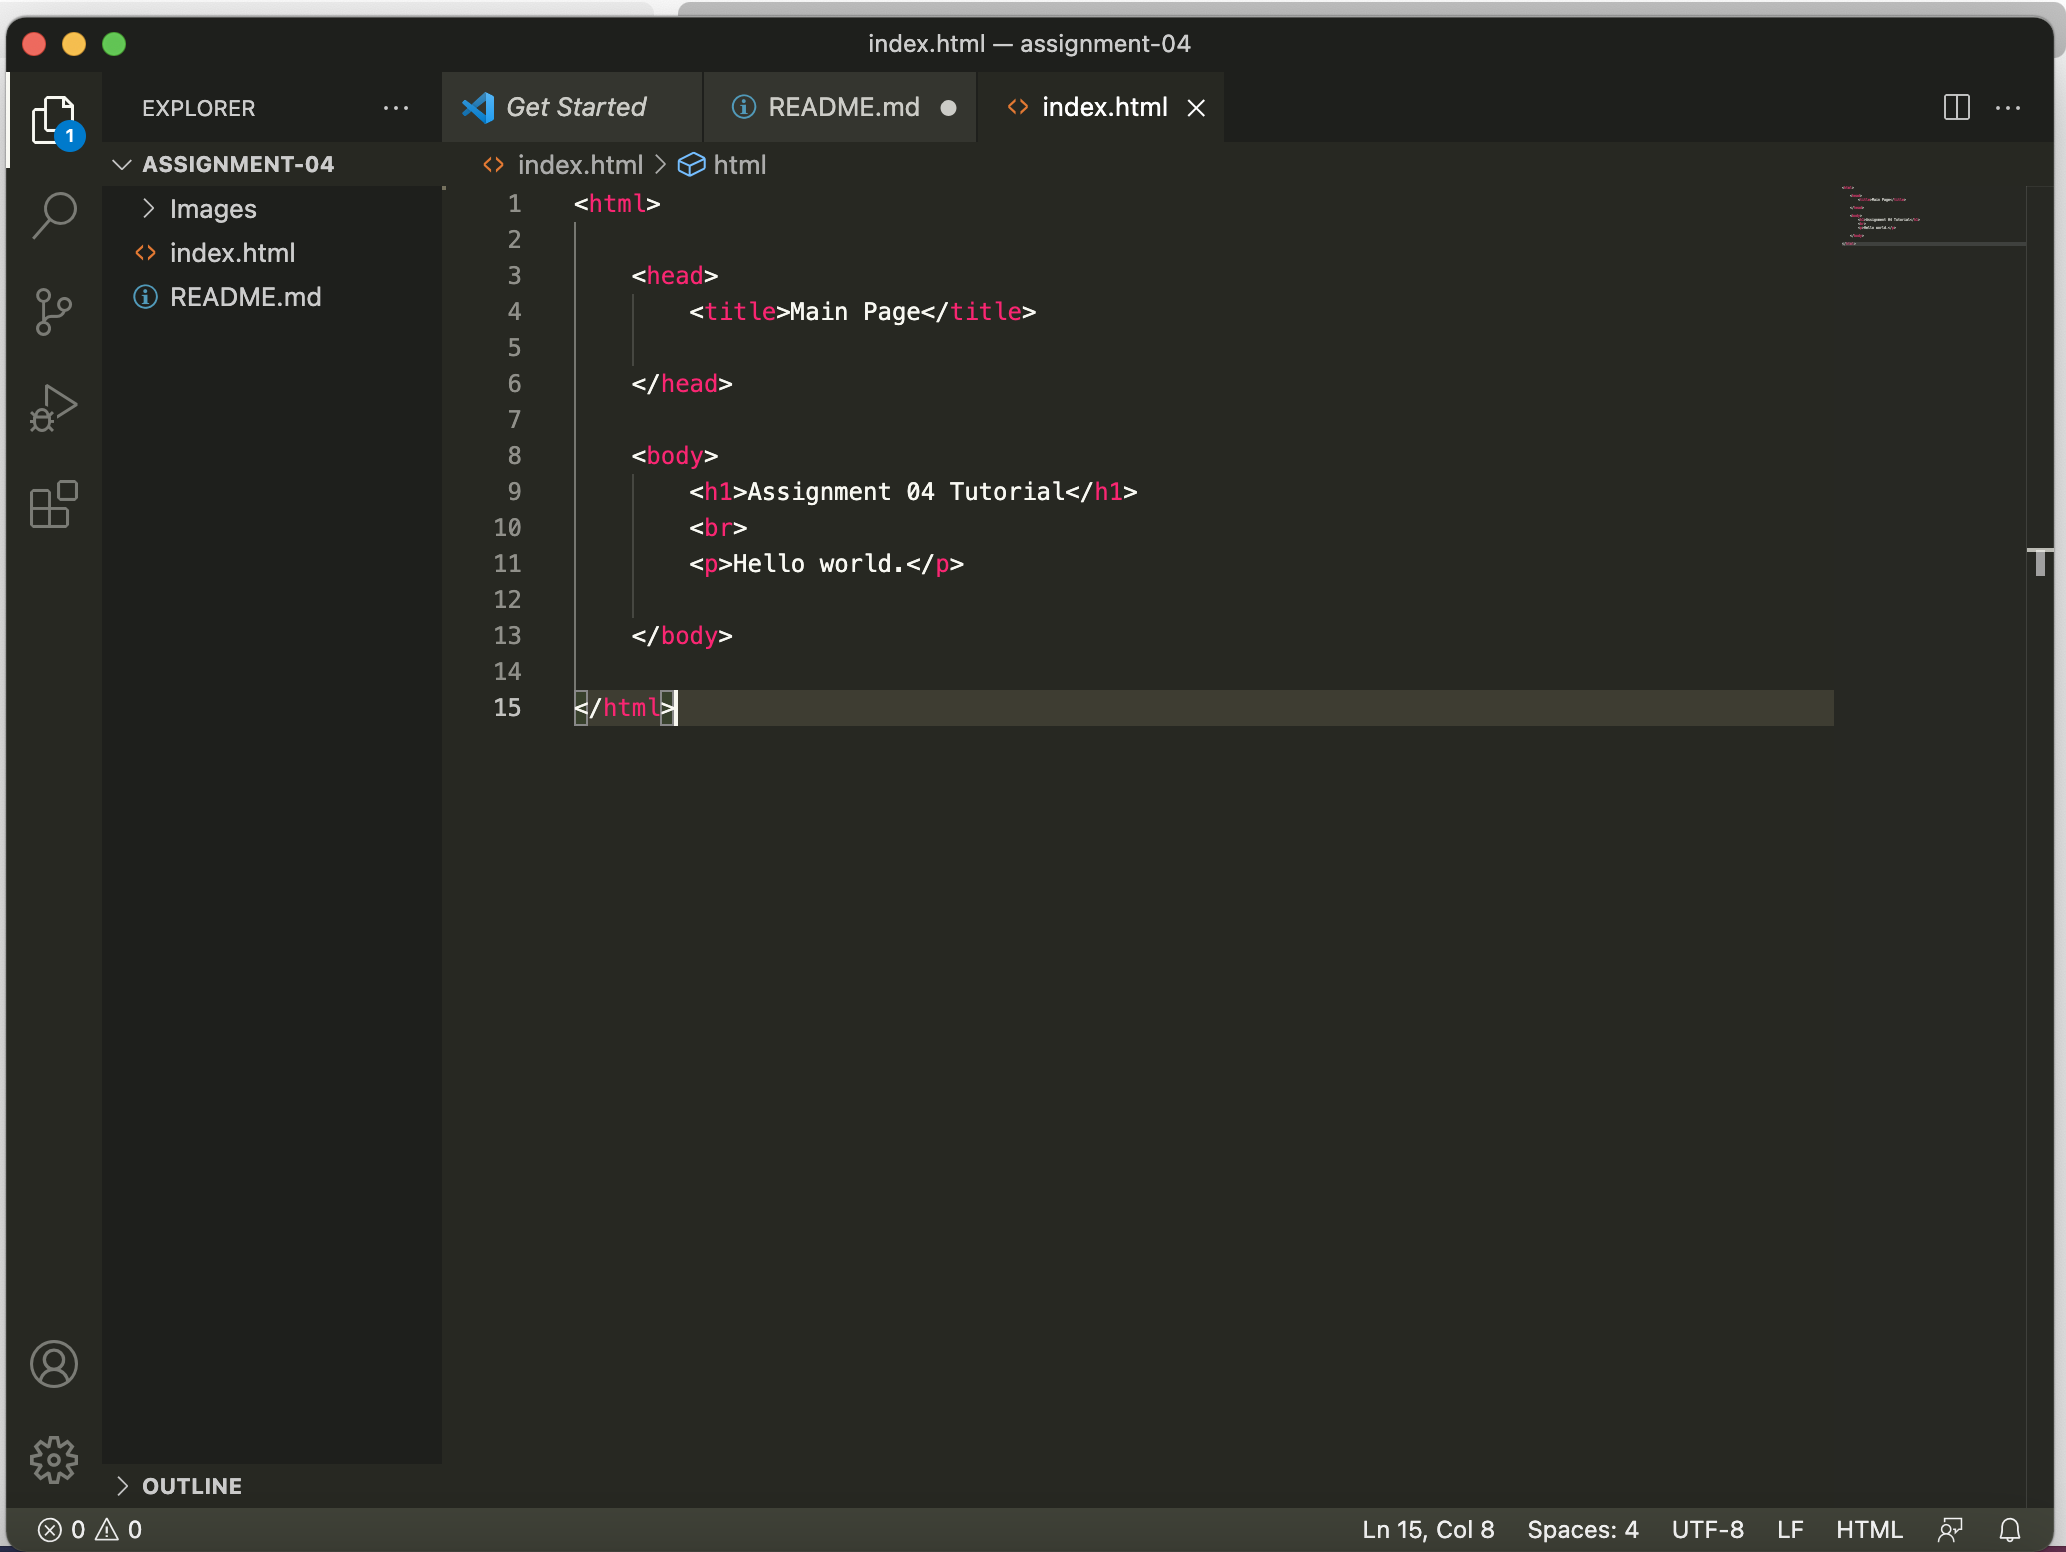 index.html — assignment-04
EXPLORER
Get Started
README.md
index.html
1
ASSIGNMENT-04
index.html > html
Images
index.html
README.md
1 <html>
2
3 <head>
4 <title>Main Page</title>
5
6 </head>
7
8 <body>
9 <h1>Assignment 04 Tutorial</h1>
10 <br>
11 <p>Hello world.</p>
12
13 </body>
14
15 </html>
OUTLINE
0 0
Ln 15, Col 8 Spaces: 4 UTF-8 LF HTML